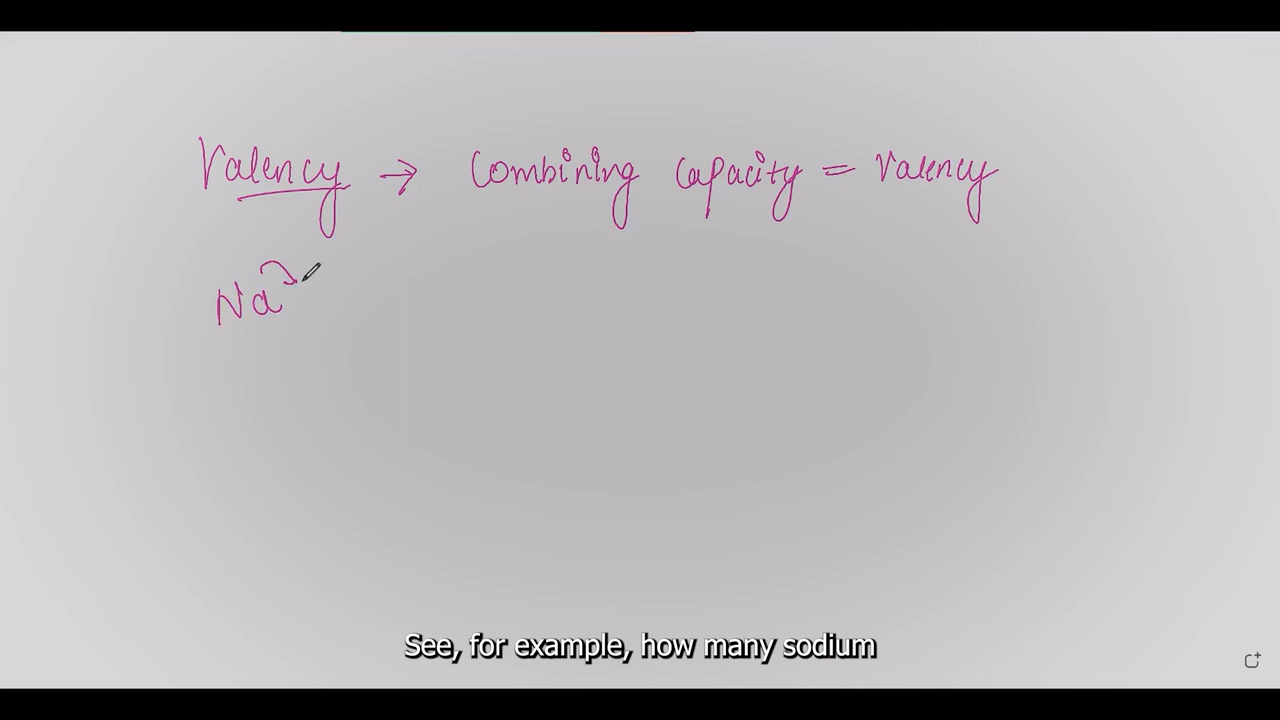 Valency → Combining capacity = Valency
Na
See, for example, how many sodium